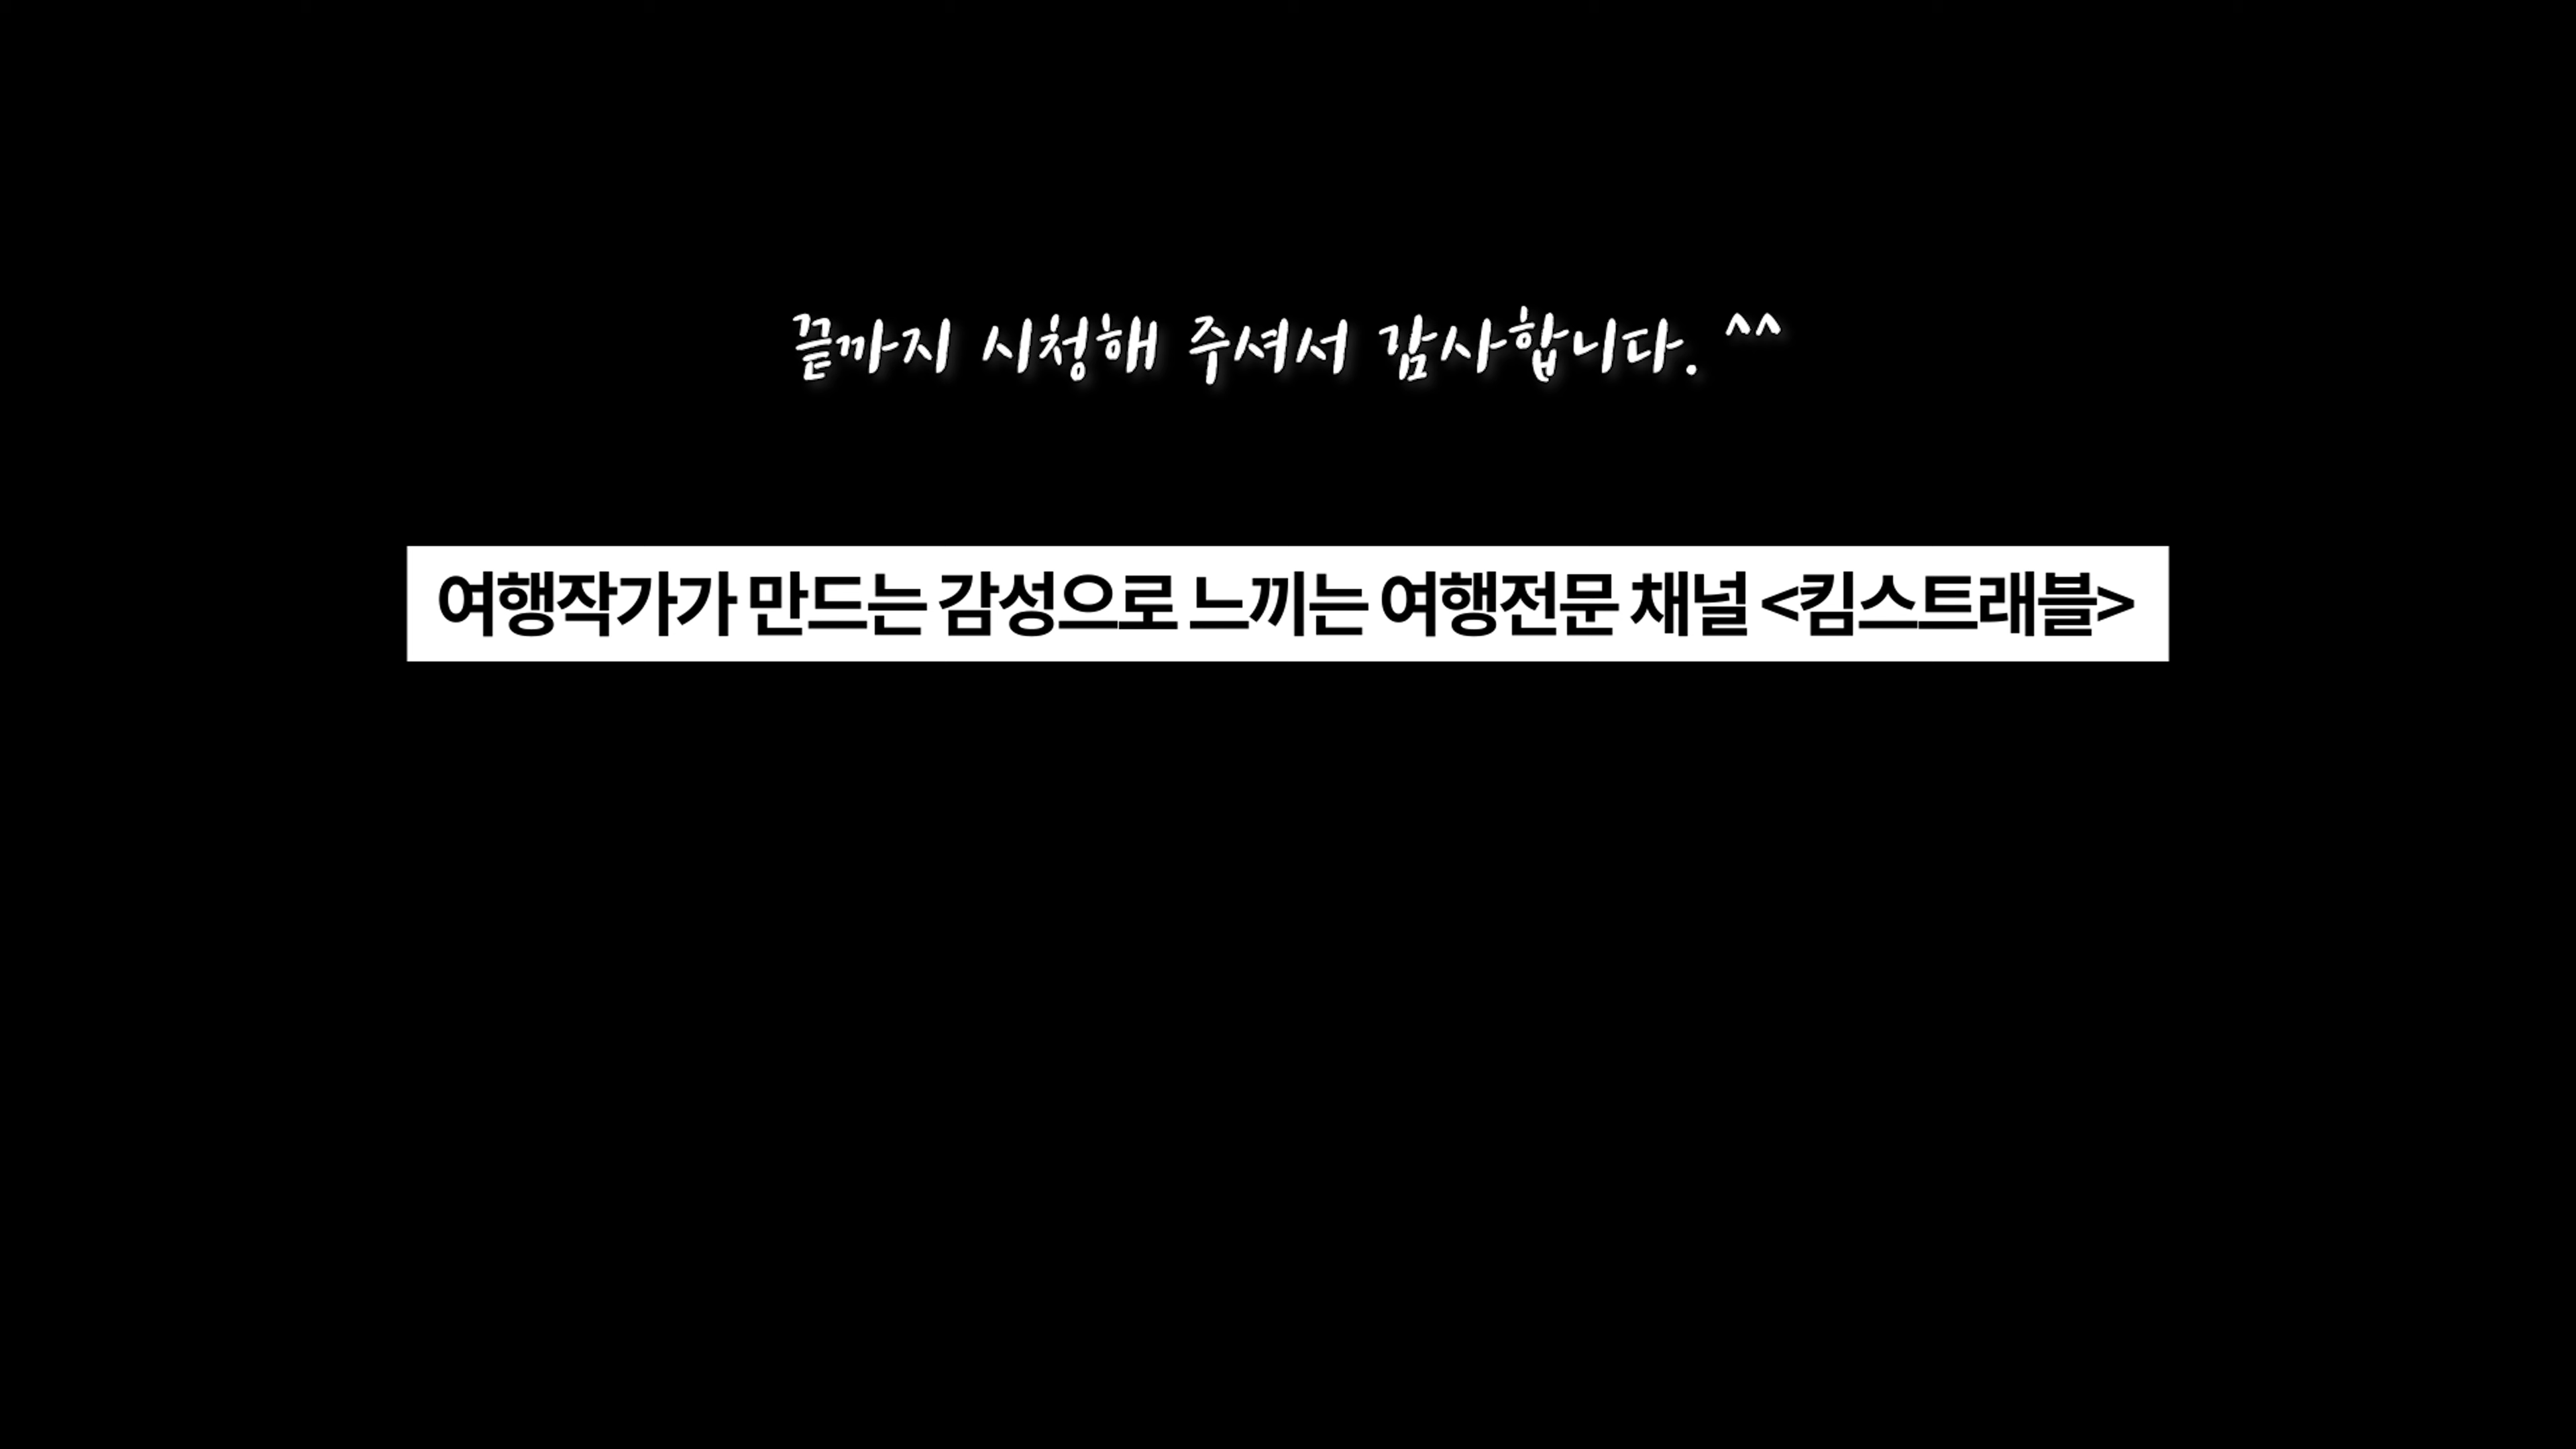 끝까지 시청해 주셔서 감사합니다. ^^
여행작가가 만드는 감성으로 느끼는 여행전문 채널 <킴스트래블>